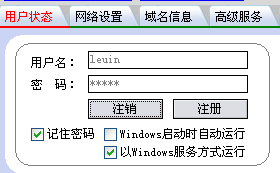 用户状态 网络设置 域名信息 高级服务
用户名： leuin
密 码： *****
注销 注册
记住密码 Windows启动时自动运行
以Windows服务方式运行